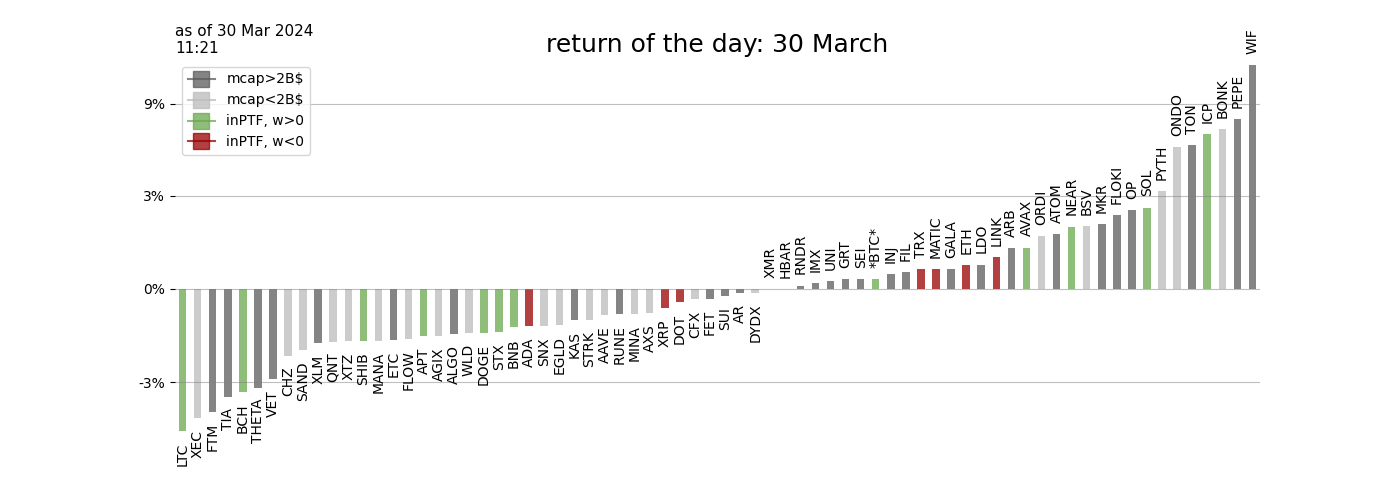 as of 30 Mar 2024
11:21
return of the day: 30 March
mcap>2B$
mcap<2B$
inPTF, w>0
inPTF, w<0
9%
3%
0%
-3%
LTC
XEC
FTM
TIA
BCH
THETA
VET
CHZ
SAND
XLM
QNT
XTZ
SHIB
MANA
ETC
FLOW
APT
AGIX
ALGO
WLD
DOGE
STX
BNB
ADA
SNX
EGLD
KAS
STRK
AAVE
RUNE
MINA
AXS
XRP
DOT
CFX
FET
SUI
AR
DYDX
XMR
HBAR
RNDR
IMX
UNI
GRT
SEI
*BTC*
INJ
FIL
TRX
MATIC
GALA
ETH
LDO
LINK
ARB
AVAX
ORDI
ATOM
NEAR
BSV
MKR
FLOKI
OP
SOL
PYTH
ONDO
TON
ICP
BONK
PEPE
WIF